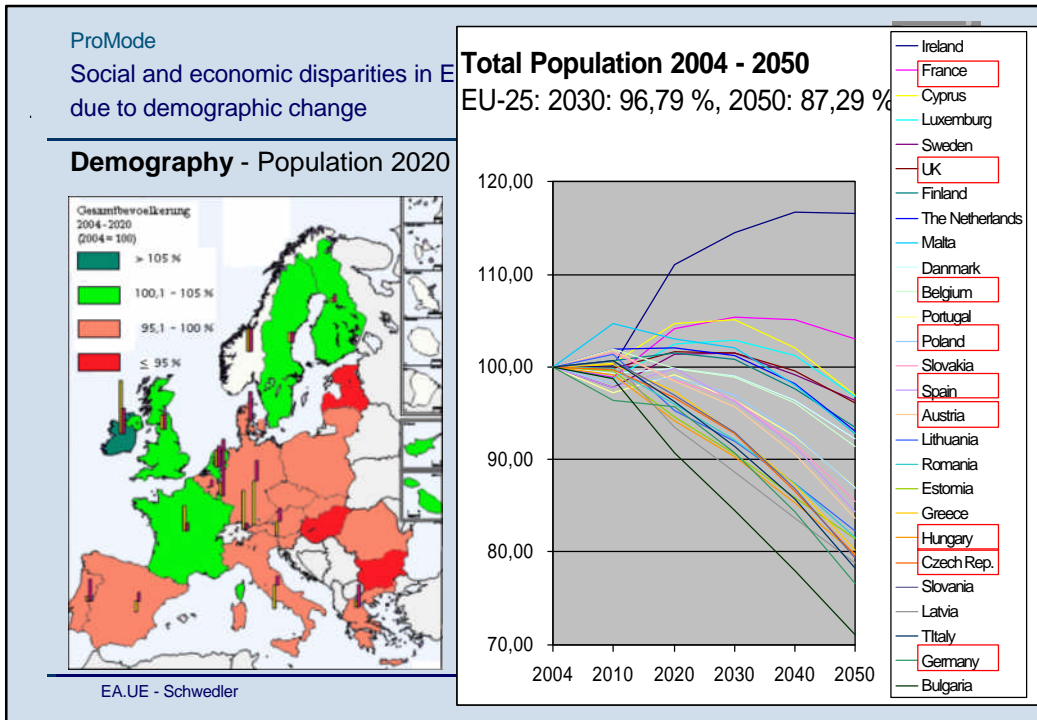 ProMode
Social and economic disparities in E
due to demographic change
Demography - Population 2020
Gesamtbevoelkerung
2004-2020
(2004 = 100)
> 105 %
100,1 - 105 %
95,1 - 100 %
≤ 95 %
EA.UE - Schwedler
Total Population 2004 - 2050
EU-25: 2030: 96,79 %, 2050: 87,29 %
120,00
110,00
100,00
90,00
80,00
70,00
2004 2010 2020 2030 2040 2050
Ireland
France
Cyprus
Luxemburg
Sweden
UK
Finland
The Netherlands
Malta
Danmark
Belgium
Portugal
Poland
Slovakia
Spain
Austria
Lithuania
Romania
Estomia
Greece
Hungary
Czech Rep.
Slovania
Latvia
TItaly
Germany
Bulgaria